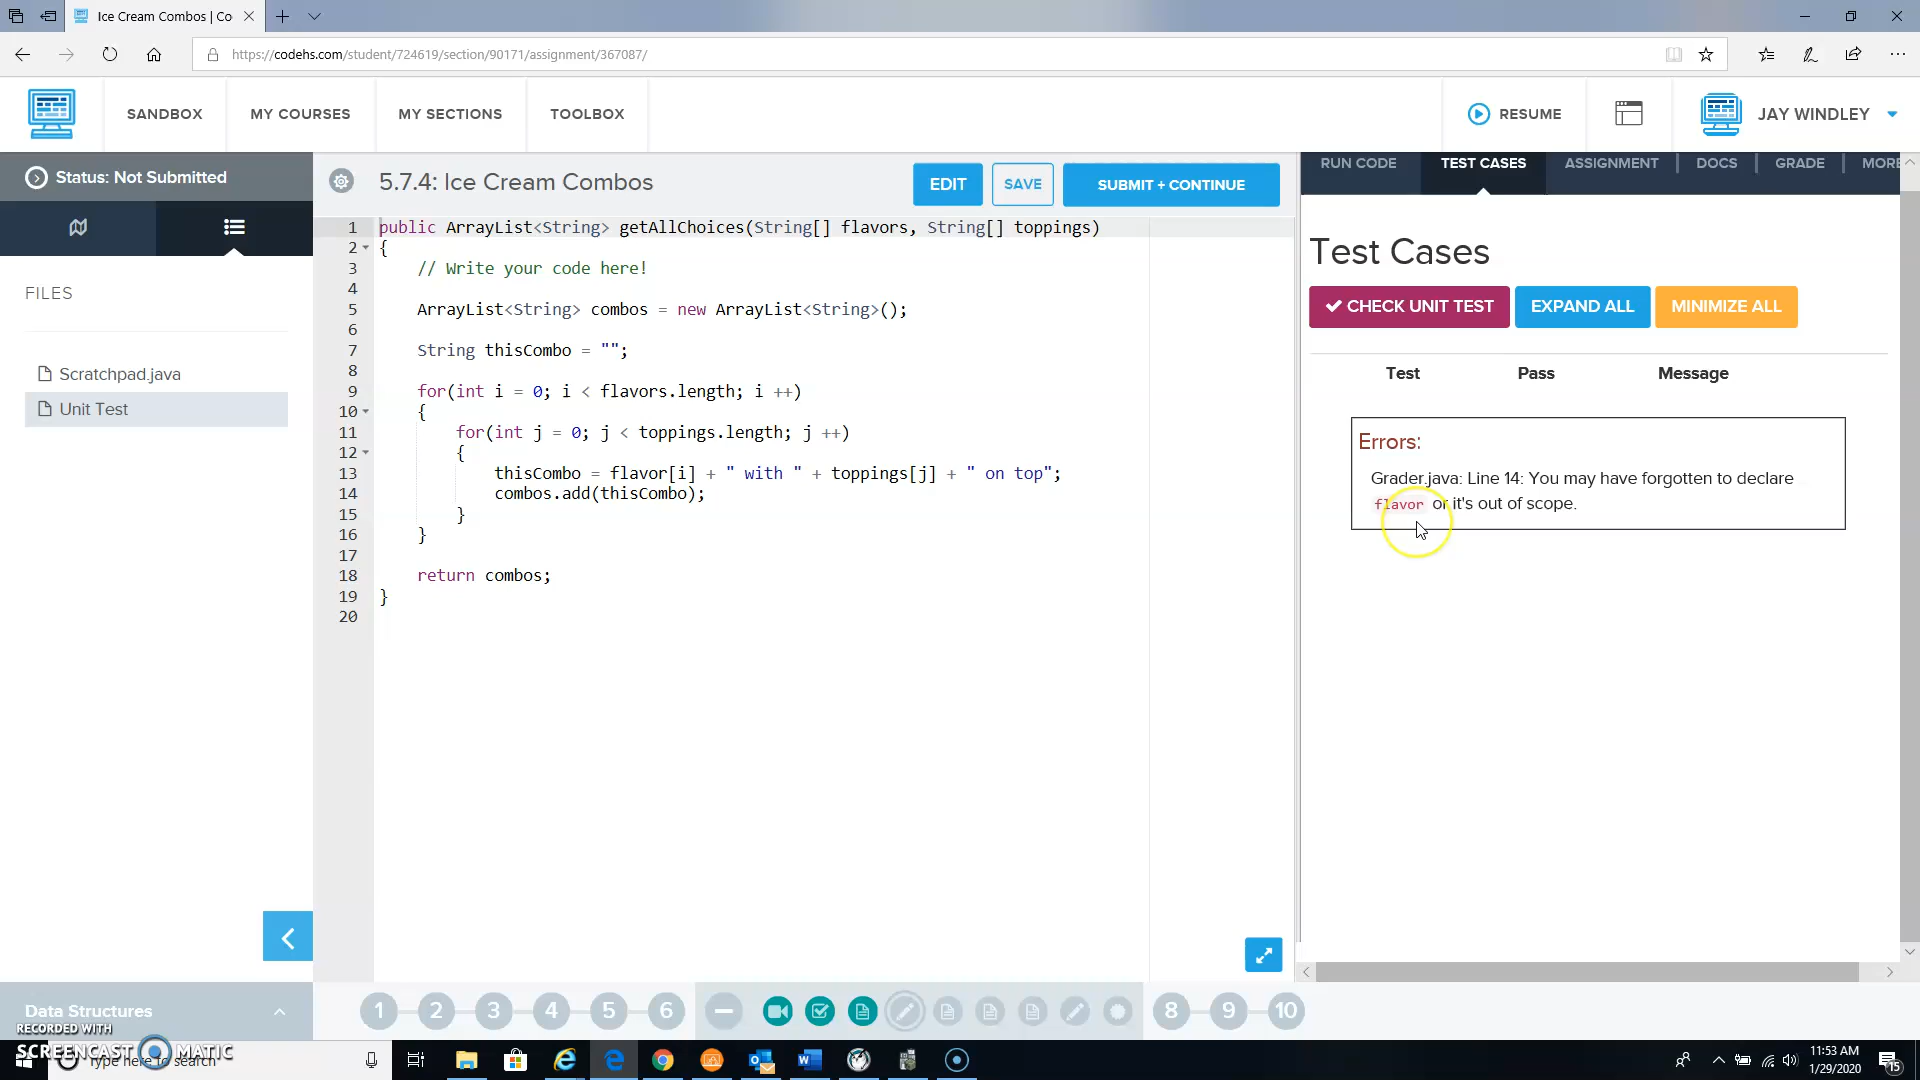 Ice Cream Combos | Co
https://codehs.com/student/724619/section/90171/assignment/367087/
SANDBOX
MY COURSES
MY SECTIONS
TOOLBOX
RESUME
JAY WINDLEY
Status: Not Submitted
FILES
Scratchpad.java
Unit Test
5.7.4: Ice Cream Combos
EDIT
SAVE
SUBMIT + CONTINUE
1 public ArrayList<String> getAllChoices(String[] flavors, String[] toppings)
2 {
3 // Write your code here!
4
5 ArrayList<String> combos = new ArrayList<String>();
6
7 String thisCombo = "";
8
9 for(int i = 0; i < flavors.length; i ++)
10 {
11 for(int j = 0; j < toppings.length; j ++)
12 {
13 thisCombo = flavor[i] + " with " + toppings[j] + " on top";
14 combos.add(thisCombo);
15 }
16 }
17
18 return combos;
19 }
20
RUN CODE
TEST CASES
ASSIGNMENT
DOCS
GRADE
MORE
Test Cases
CHECK UNIT TEST
EXPAND ALL
MINIMIZE ALL
Test Pass Message
Errors:
Grader.java: Line 14: You may have forgotten to declare
flavor or it's out of scope.
Data Structures
1 2 3 4 5 6 8 9 10
RECORDED WITH
SCREENCAST MATIC
Type here to search
11:53 AM
1/29/2020
15